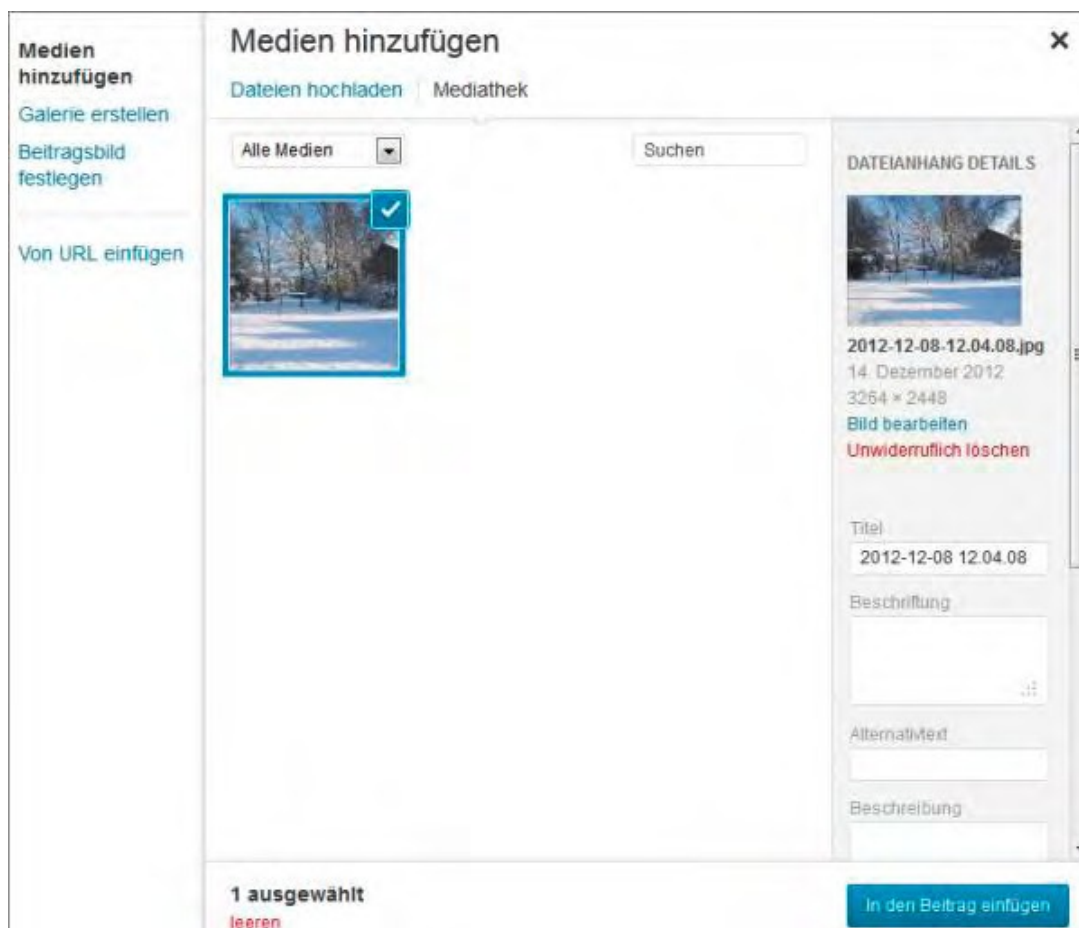 Medien
hinzufügen
Galerie erstellen
Beitragsbild
festlegen
Von URL einfügen
Medien hinzufügen
Dateien hochladen
Mediathek
Alle Medien
Suchen
DATEIANHANG DETAILS
2012-12-08-12.04.08.jpg
14. Dezember 2012
3264 × 2448
Bild bearbeiten
Unwiderruflich löschen
Titel
2012-12-08 12.04.08
Beschriftung
Alternativtext
Beschreibung
1 ausgewählt
leeren
In den Beitrag einfügen